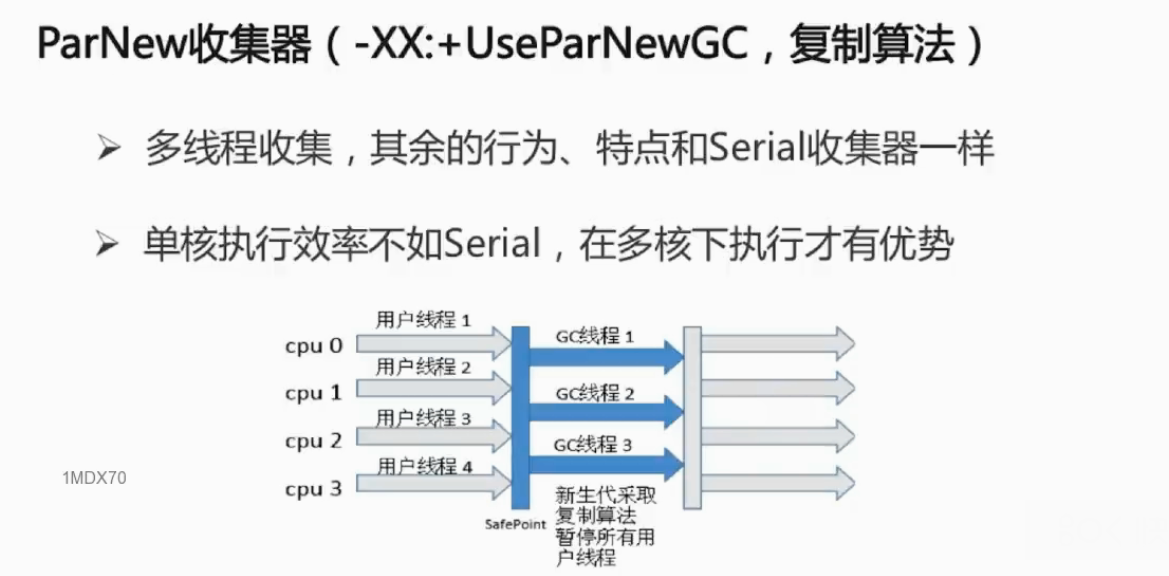 ParNew收集器（-XX:+UseParNewGC，复制算法）
多线程收集，其余的行为、特点和Serial收集器一样
单核执行效率不如Serial，在多核下执行才有优势
用户线程 1
cpu 0
GC线程 1
用户线程 2
cpu 1
GC线程 2
用户线程 3
cpu 2
GC线程 3
用户线程 4
cpu 3
1MDX70
SafePoint
新生代采取
复制算法
暂停所有用
户线程